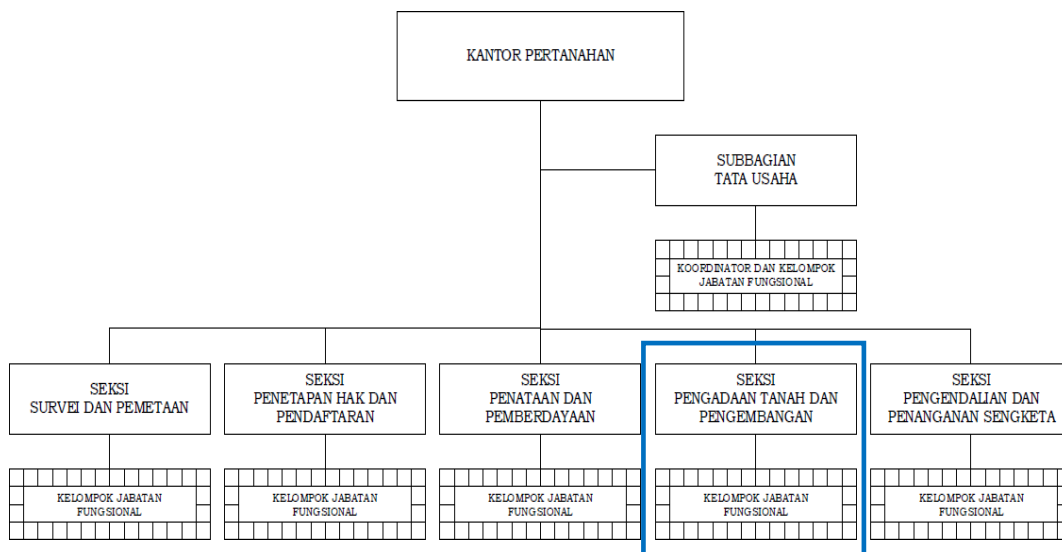 KANTOR PERTANAHAN
SUBBAGIAN
TATA USAHA
KOORDINATOR DAN KELOMPOK
JABATAN FUNGSIONAL
SEKSI
SURVEI DAN PEMETAAN
SEKSI
PENETAPAN HAK DAN
PENDAFTARAN
SEKSI
PENATAAN DAN
PEMBERDAYAAN
SEKSI
PENGADAAN TANAH DAN
PENGEMBANGAN
SEKSI
PENGENDALIAN DAN
PENANGANAN SENGKETA
KELOMPOK JABATAN
FUNGSIONAL
KELOMPOK JABATAN
FUNGSIONAL
KELOMPOK JABATAN
FUNGSIONAL
KELOMPOK JABATAN
FUNGSIONAL
KELOMPOK JABATAN
FUNGSIONAL